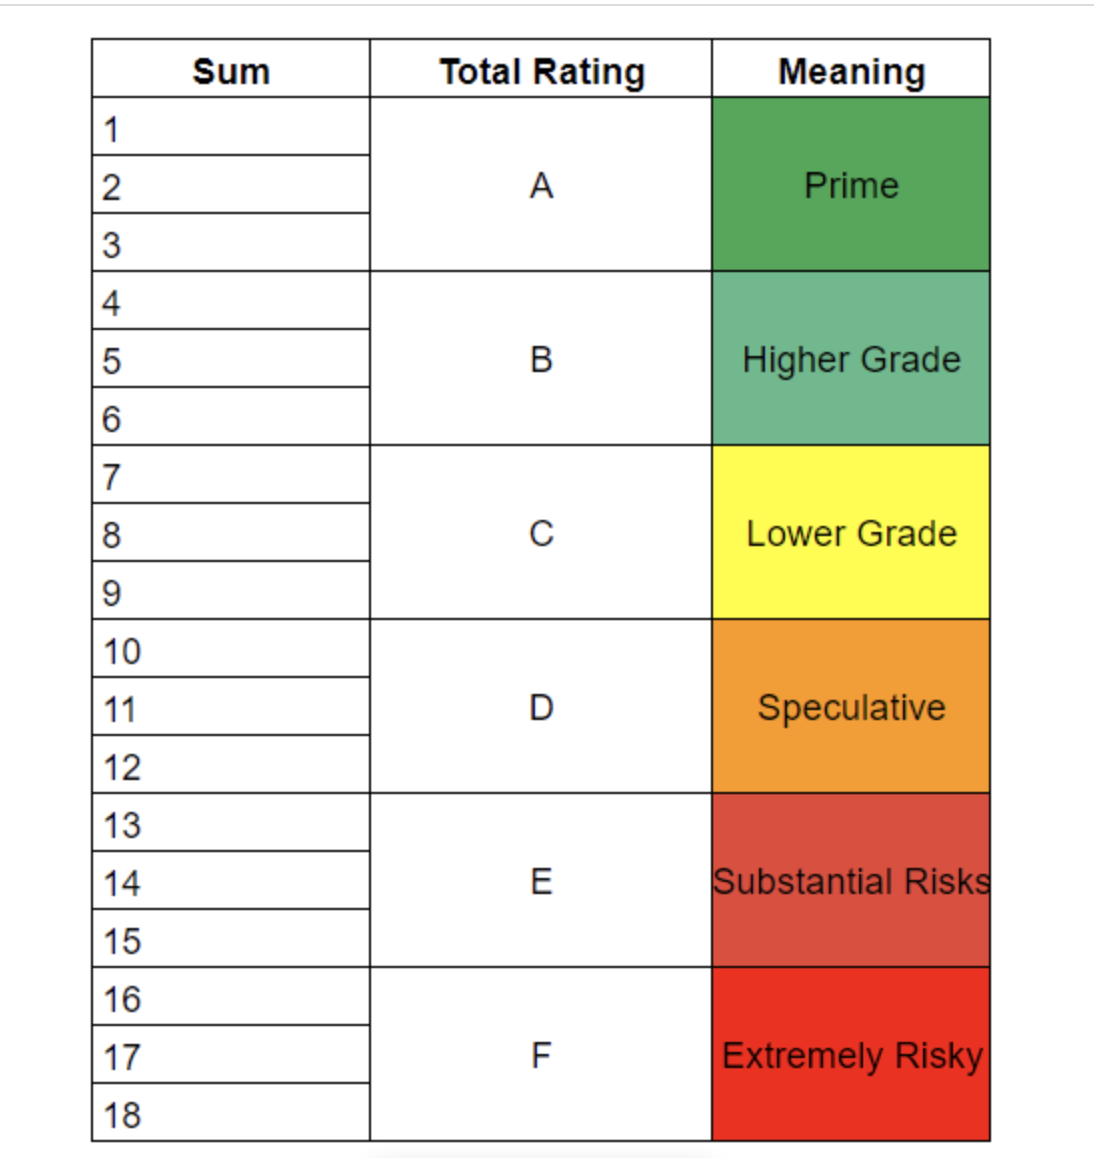 Sum Total Rating Meaning
1
2 A Prime
3
4
5 B Higher Grade
6
7
8 C Lower Grade
9
10
11 D Speculative
12
13
14 E Substantial Risks
15
16
17 F Extremely Risky
18